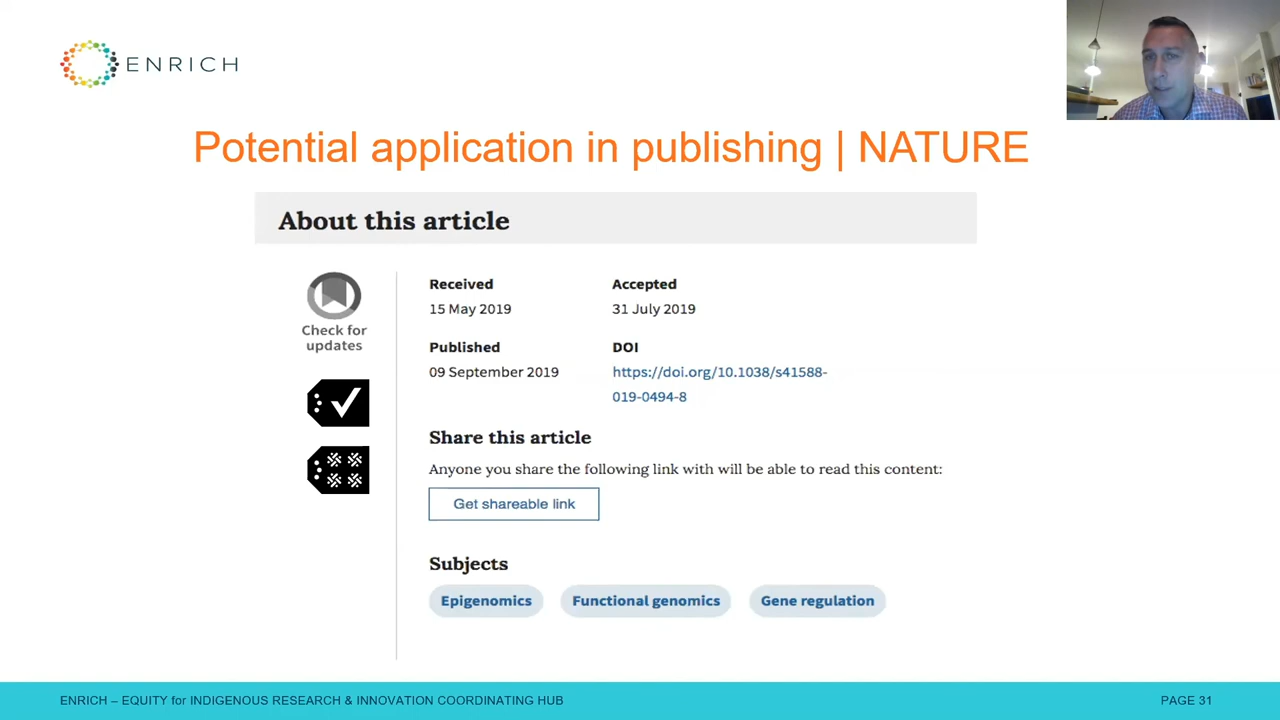 ENRICH
Potential application in publishing | NATURE
About this article
Check for
updates
Received
15 May 2019
Accepted
31 July 2019
Published
09 September 2019
DOI
https://doi.org/10.1038/s41588-
019-0494-8
Share this article
Anyone you share the following link with will be able to read this content:
Get shareable link
Subjects
Epigenomics
Functional genomics
Gene regulation
ENRICH – EQUITY for INDIGENOUS RESEARCH & INNOVATION COORDINATING HUB
PAGE 31